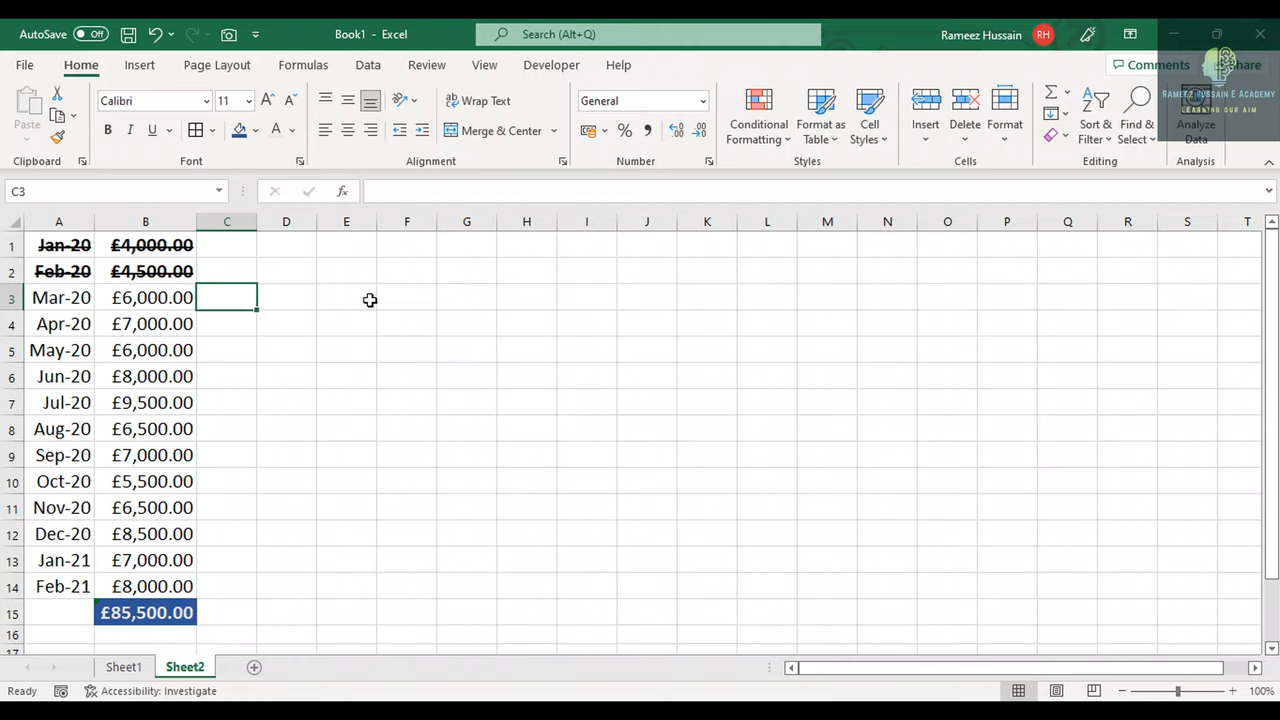 AutoSave Off Book1 - Excel Search (Alt+Q) Rameez Hussain RH
File Home Insert Page Layout Formulas Data Review View Developer Help Comments Share
RAMEEZ HUSSAIN E ACADEMY
LEARNING OUR AIM
Calibri 11 A A Wrap Text General
Paste B I U A Merge & Center % Conditional Formatting Format as Table Cell Styles Insert Delete Format Sort & Filter Find & Select Analyze Data
Clipboard Font Alignment Number Styles Cells Editing Analysis
C3 fx
A B C D E F G H I J K L M N O P Q R S T
1 Jan-20 £4,000.00
2 Feb-20 £4,500.00
3 Mar-20 £6,000.00
4 Apr-20 £7,000.00
5 May-20 £6,000.00
6 Jun-20 £8,000.00
7 Jul-20 £9,500.00
8 Aug-20 £6,500.00
9 Sep-20 £7,000.00
10 Oct-20 £5,500.00
11 Nov-20 £6,500.00
12 Dec-20 £8,500.00
13 Jan-21 £7,000.00
14 Feb-21 £8,000.00
15 £85,500.00
16
17
Sheet1 Sheet2
Ready Accessibility: Investigate 100%